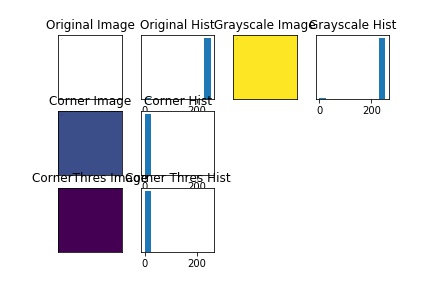 Original Image Original Hist Grayscale Image Grayscale Hist
200 0 200
Corner Image Corner Hist
0 200
CornerThres Image Corner Thres Hist
0 200